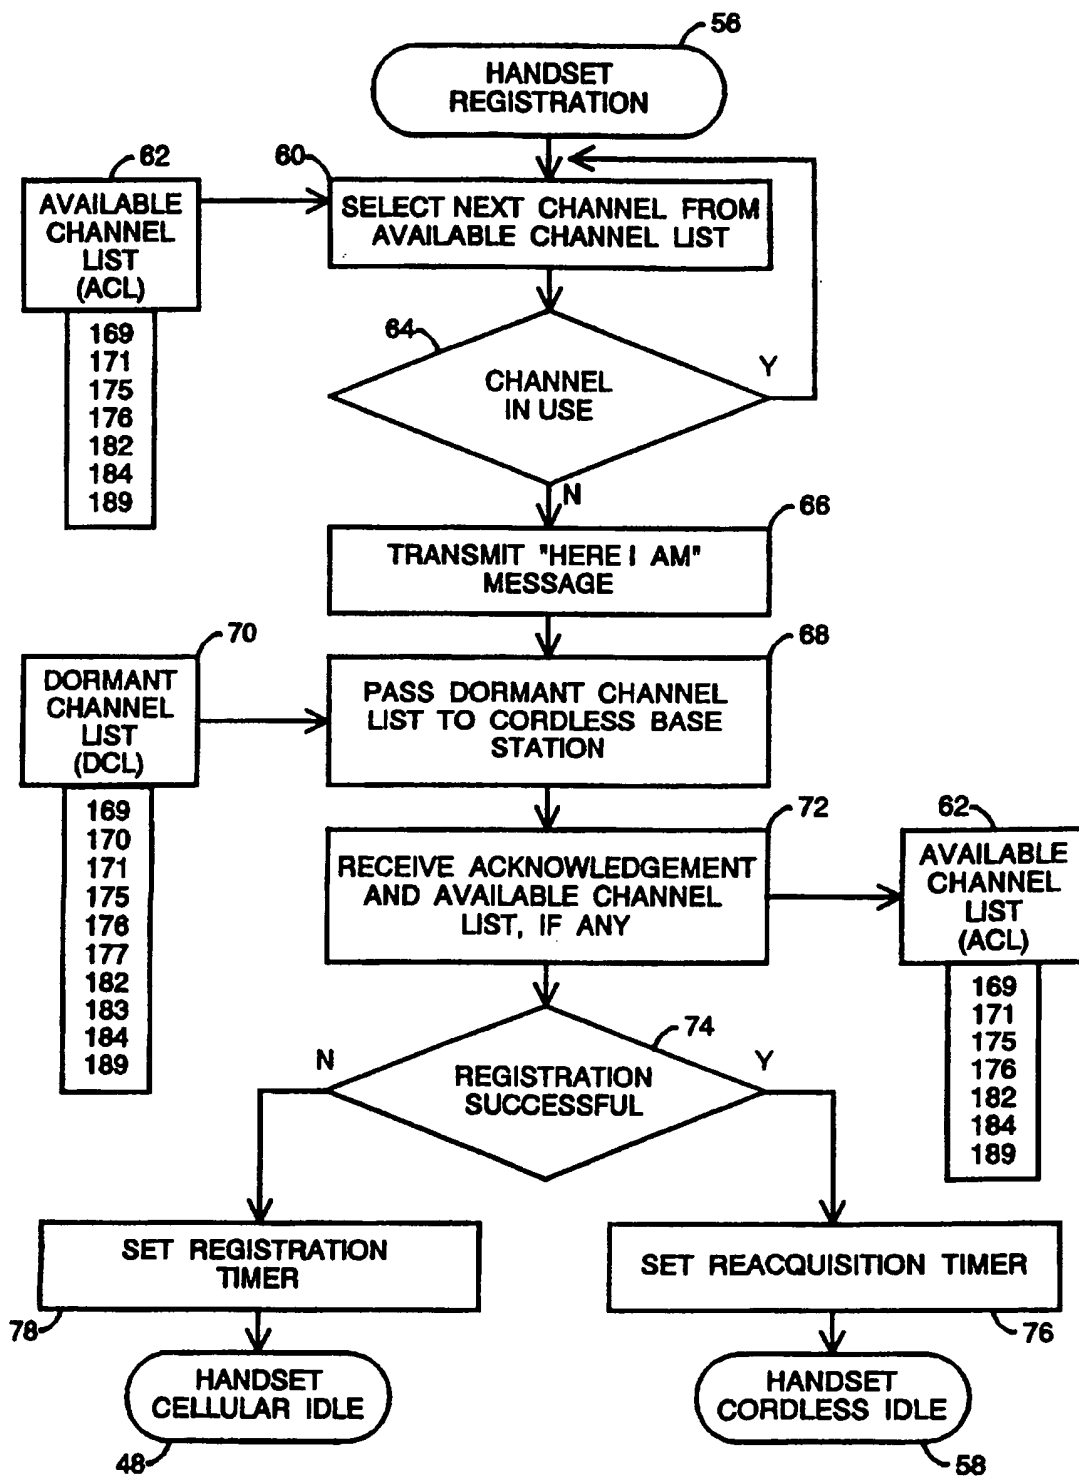 56
HANDSET
REGISTRATION
62
60
AVAILABLE
CHANNEL
LIST
(ACL)
SELECT NEXT CHANNEL FROM
AVAILABLE CHANNEL LIST
169
171
175
176
182
184
189
64
Y
CHANNEL
IN USE
N
66
TRANSMIT "HERE I AM"
MESSAGE
70
68
DORMANT
CHANNEL
LIST
(DCL)
PASS DORMANT CHANNEL
LIST TO CORDLESS BASE
STATION
169
170
171
175
176
177
182
183
184
189
72
62
RECEIVE ACKNOWLEDGEMENT
AND AVAILABLE CHANNEL
LIST, IF ANY
AVAILABLE
CHANNEL
LIST
(ACL)
169
171
175
176
182
184
189
74
N
Y
REGISTRATION
SUCCESSFUL
SET REGISTRATION
TIMER
78
SET REACQUISITION TIMER
76
HANDSET
CELLULAR IDLE
48
HANDSET
CORDLESS IDLE
58